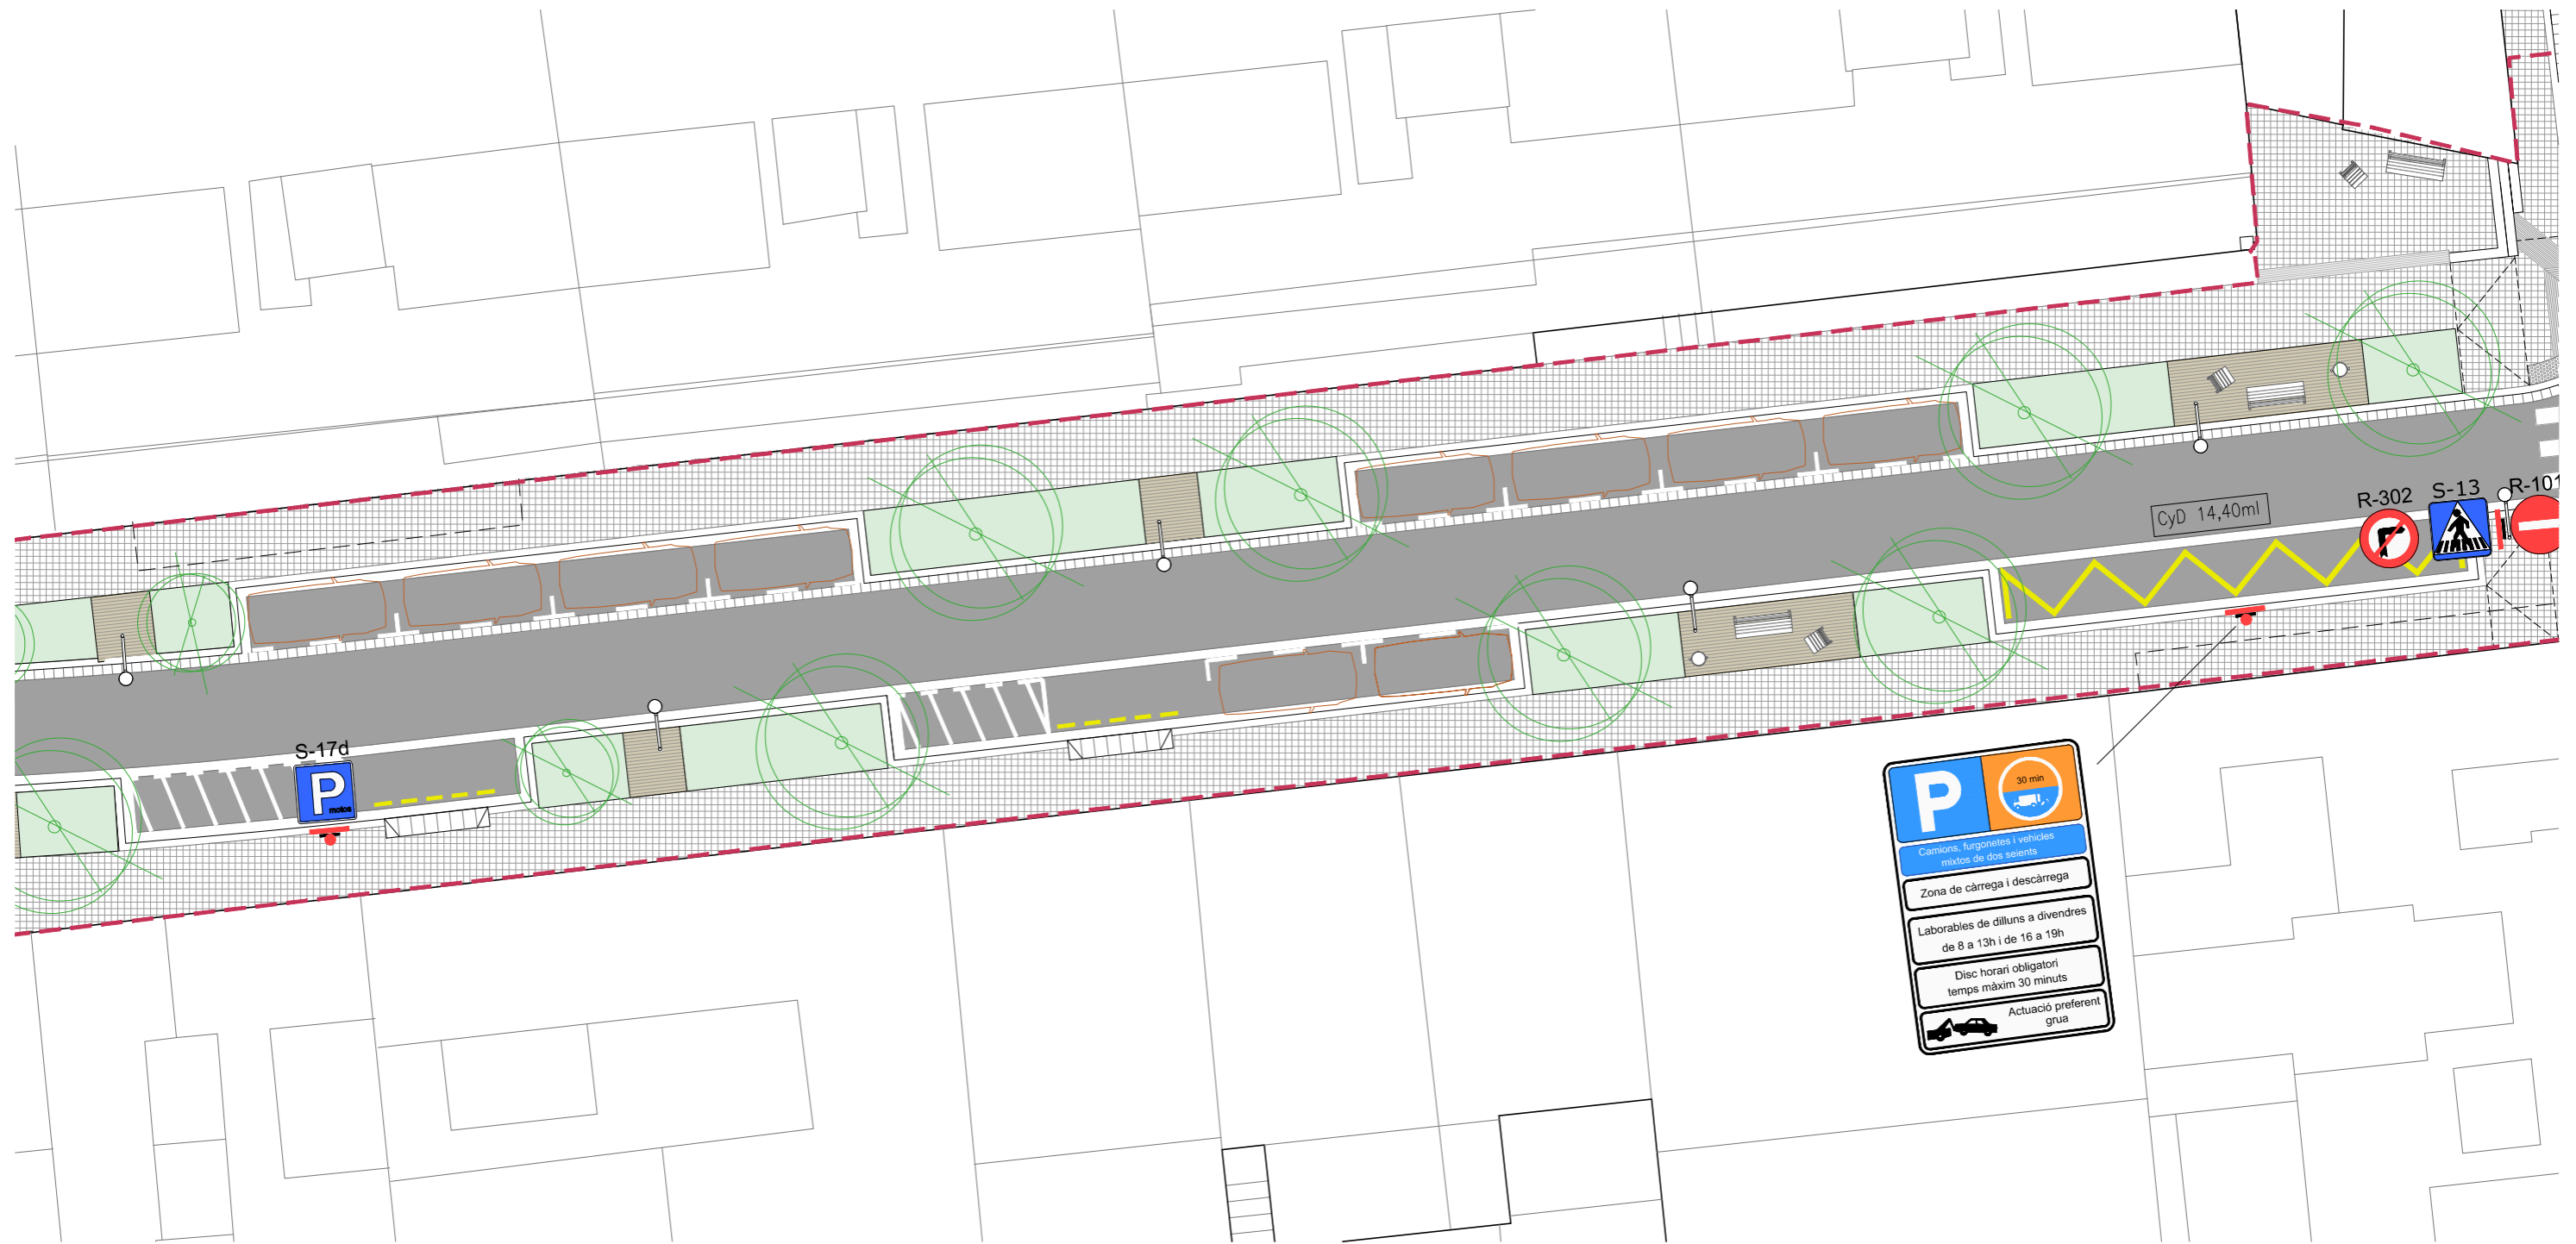 R-302
S-13
R-101
CyD 14,40ml
S-17d
P
motos
P
30 min
Camions, furgonetes i vehicles
mixtos de dos seients
Zona de càrrega i descàrrega
Laborables de dilluns a divendres
de 8 a 13h i de 16 a 19h
Disc horari obligatori
temps màxim 30 minuts
Actuació preferent
grua